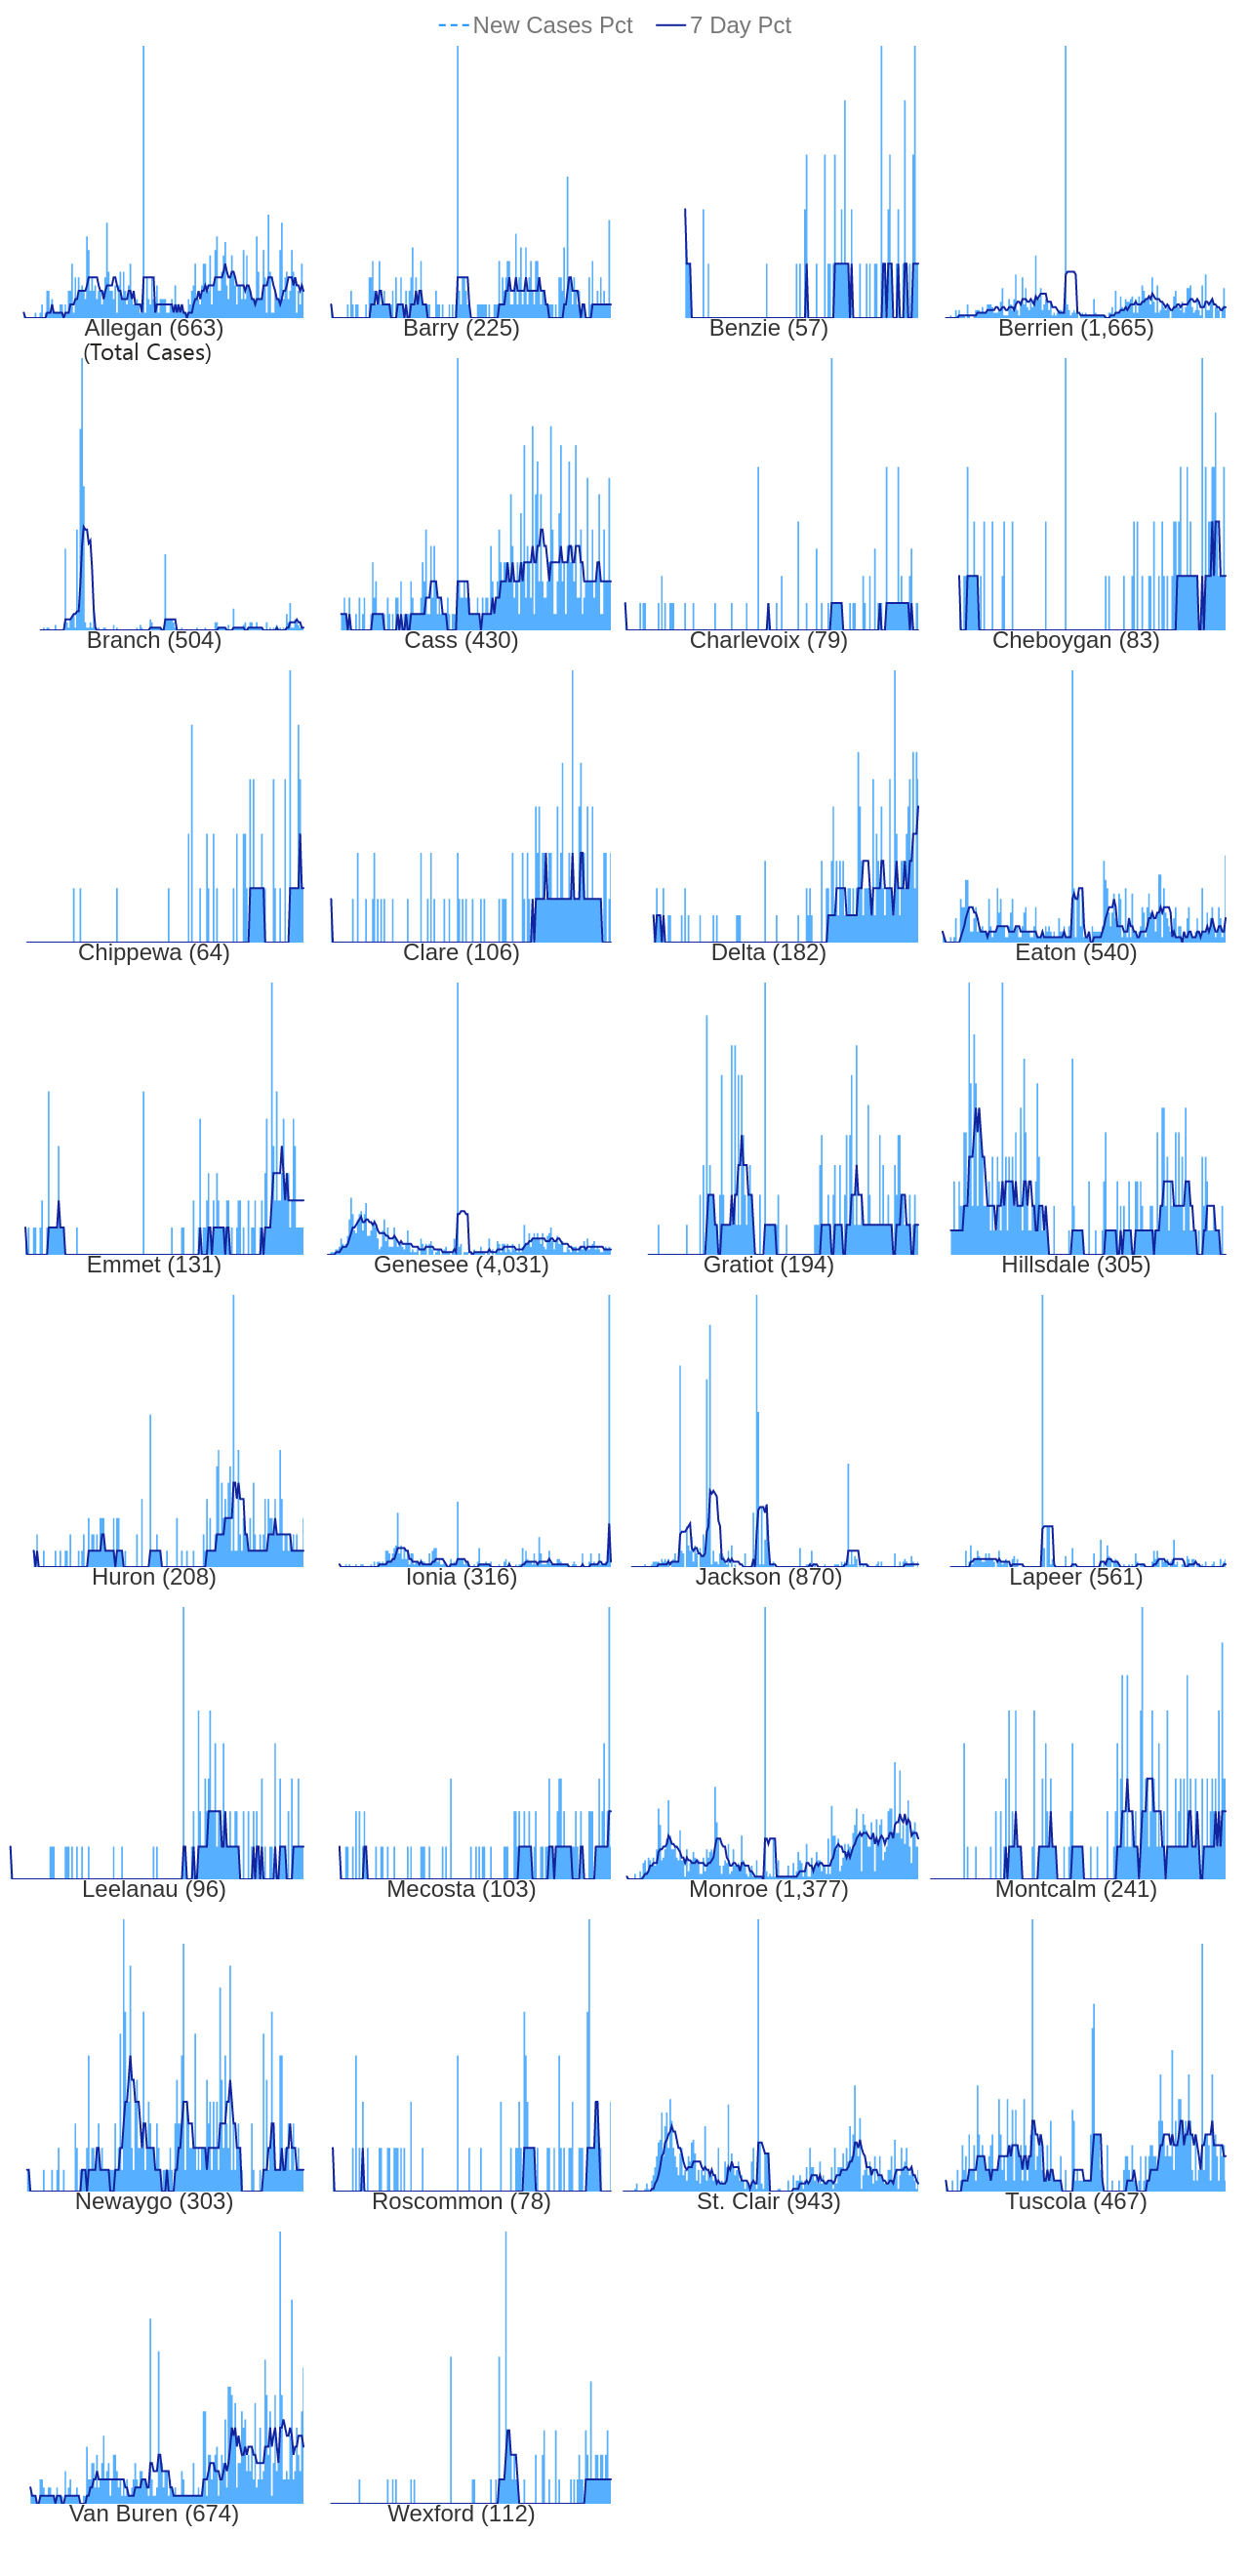 New Cases Pct 7 Day Pct
Allegan (663) Barry (225) Benzie (57) Berrien (1,665)
(Total Cases)
Branch (504) Cass (430) Charlevoix (79) Cheboygan (83)
Chippewa (64) Clare (106) Delta (182) Eaton (540)
Emmet (131) Genesee (4,031) Gratiot (194) Hillsdale (305)
Huron (208) Ionia (316) Jackson (870) Lapeer (561)
Leelanau (96) Mecosta (103) Monroe (1,377) Montcalm (241)
Newaygo (303) Roscommon (78) St. Clair (943) Tuscola (467)
Van Buren (674) Wexford (112)